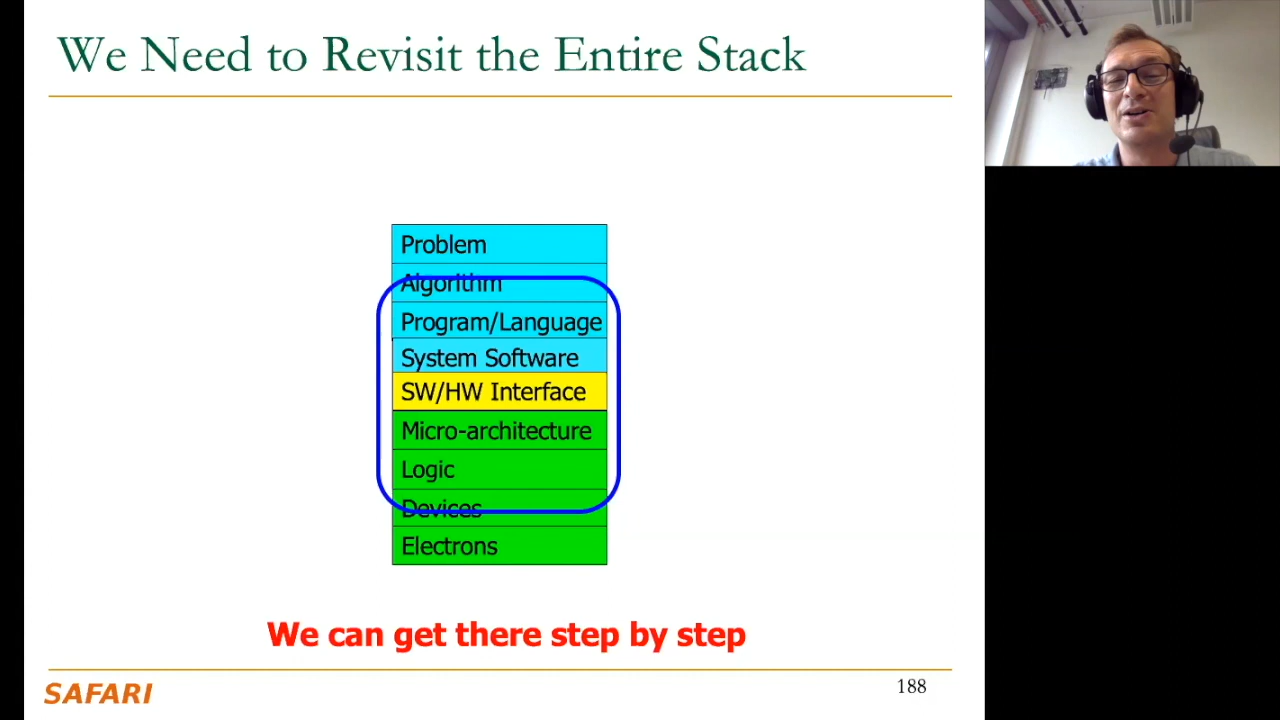 We Need to Revisit the Entire Stack
Problem
Algorithm
Program/Language
System Software
SW/HW Interface
Micro-architecture
Logic
Devices
Electrons
We can get there step by step
SAFARI
188